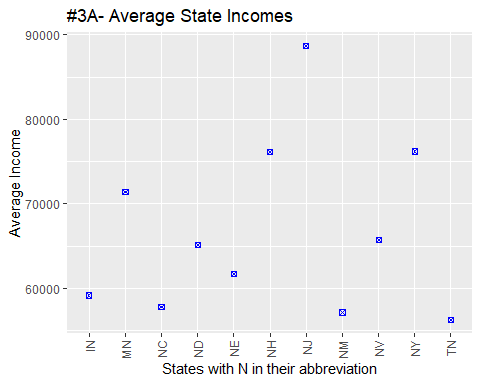 #3A- Average State Incomes
90000
80000
70000
60000
Average Income
IN
MN
NC
ND
NE
NH
NJ
NM
NV
NY
TN
States with N in their abbreviation